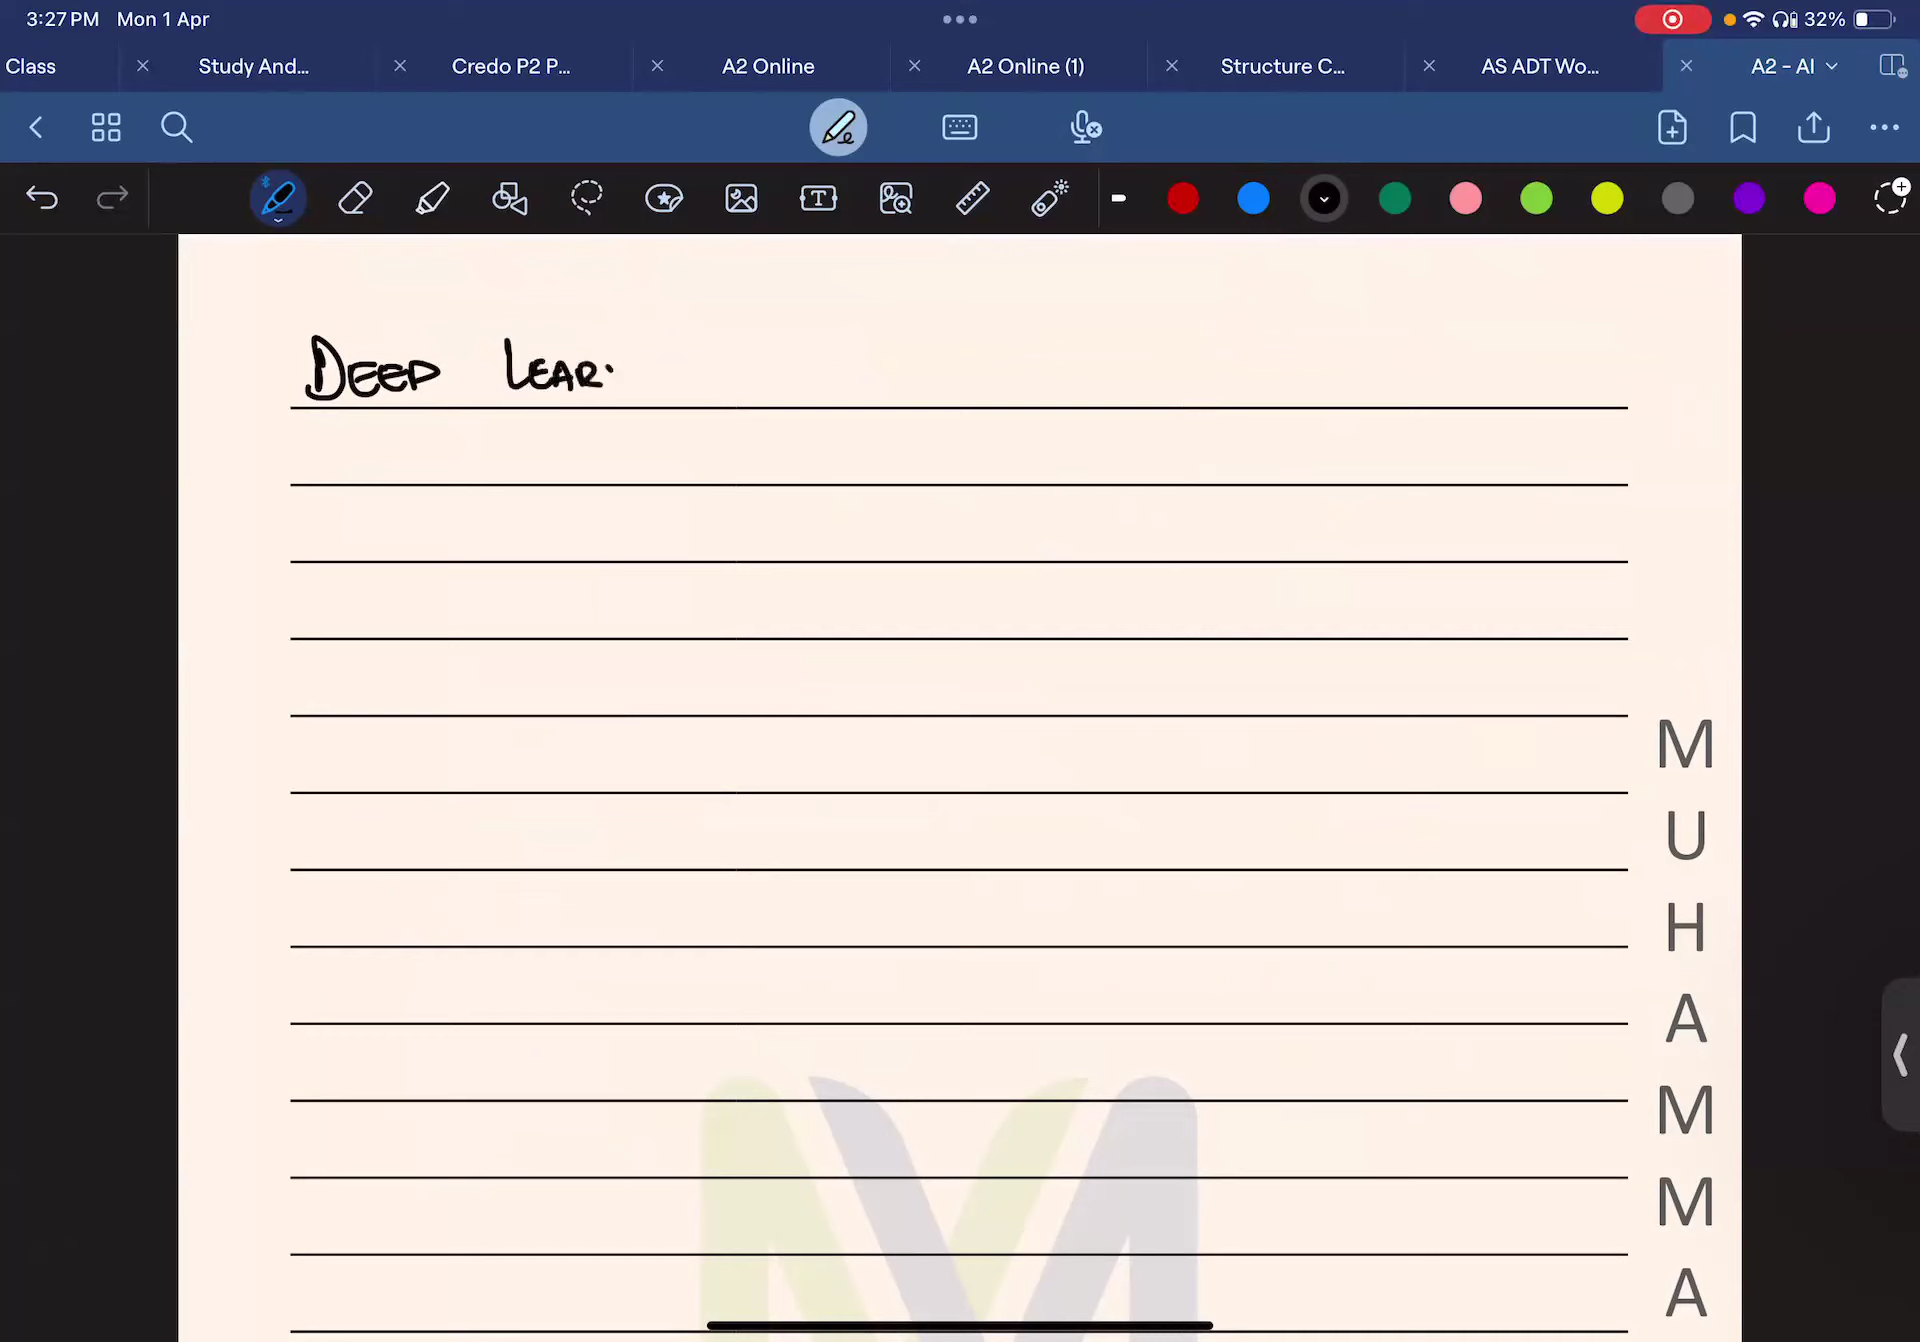 3:27 PM Mon 1 Apr
32%
Class
Study And...
Credo P2 P...
A2 Online
A2 Online (1)
Structure C...
AS ADT Wo...
A2 - AI
DEEP LEAR
M
U
H
A
M
M
A